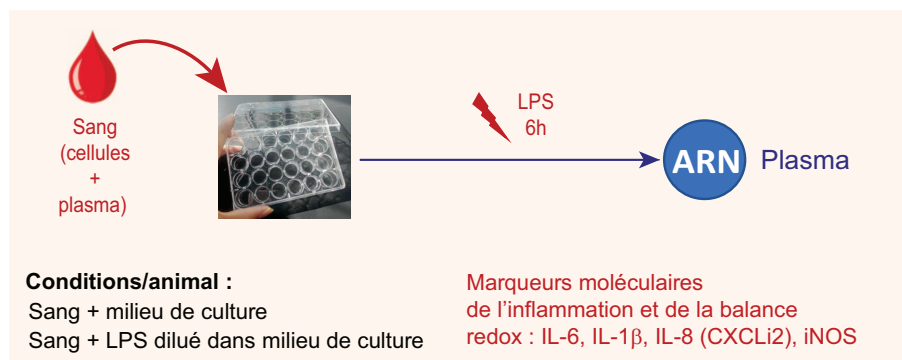 Sang
(cellules
+
plasma)
LPS
6h
ARN
Plasma
Conditions/animal :
Sang + milieu de culture
Sang + LPS dilué dans milieu de culture
Marqueurs moléculaires
de l’inflammation et de la balance
redox : IL-6, IL-1β, IL-8 (CXCLi2), iNOS